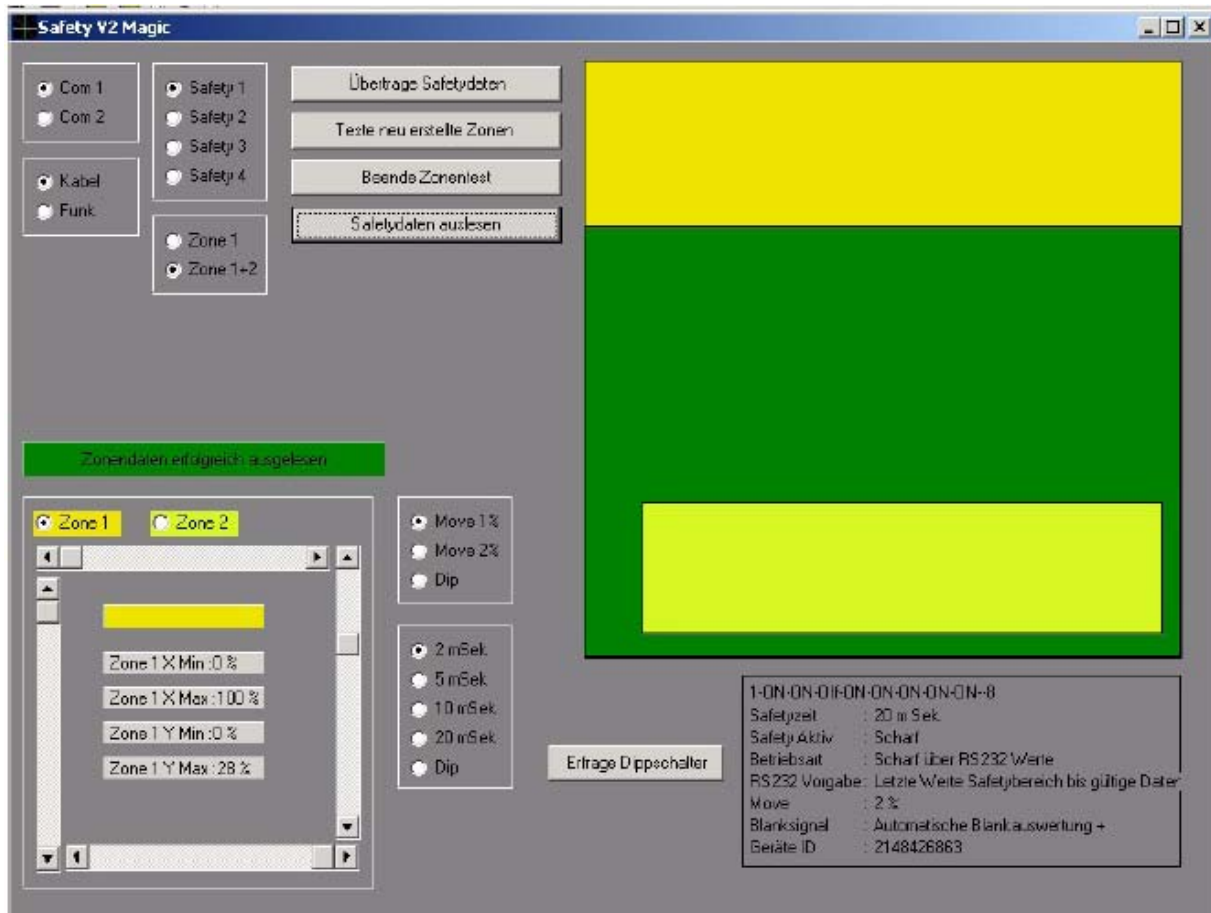 Safety V2 Magic
Com 1
Com 2
Kabel
Funk
Safety 1
Safety 2
Safety 3
Safety 4
Zone 1
Zone 1+2
Übertrage Safetydaten
Teste neu erstellte Zonen
Beende Zonentest
Safetydaten auslesen
Zonendaten erfolgreich ausgelesen
Zone 1
Zone 2
Zone 1 X Min :0 %
Zone 1 X Max :100 %
Zone 1 Y Min :0 %
Zone 1 Y Max :28 %
Move 1%
Move 2%
Dip
2 mSek
5 mSek
10 mSek
20 mSek
Dip
Erfrage Dippschalter
1-ON-ON-Off-ON-ON-ON-ON-ON--8
Safetyzeit : 20 m Sek.
Safety Aktiv : Scharf
Betriebsart : Scharf über RS232 Werte
RS232 Vorgabe : Letzte Werte Safetybereich bis gültige Daten
Move : 2 %
Blanksignal : Automatische Blankauswertung +
Geräte ID : 2148426863